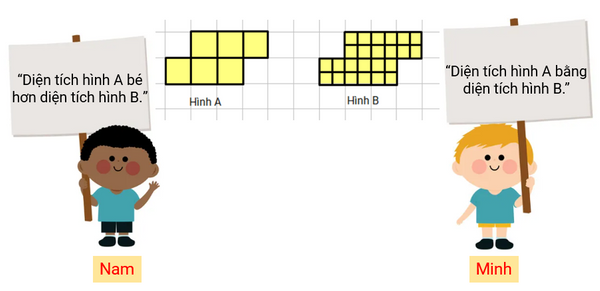 “Diện tích hình A bé
hơn diện tích hình B.”
Hình A
Hình B
“Diện tích hình A bằng
diện tích hình B.”
Nam
Minh